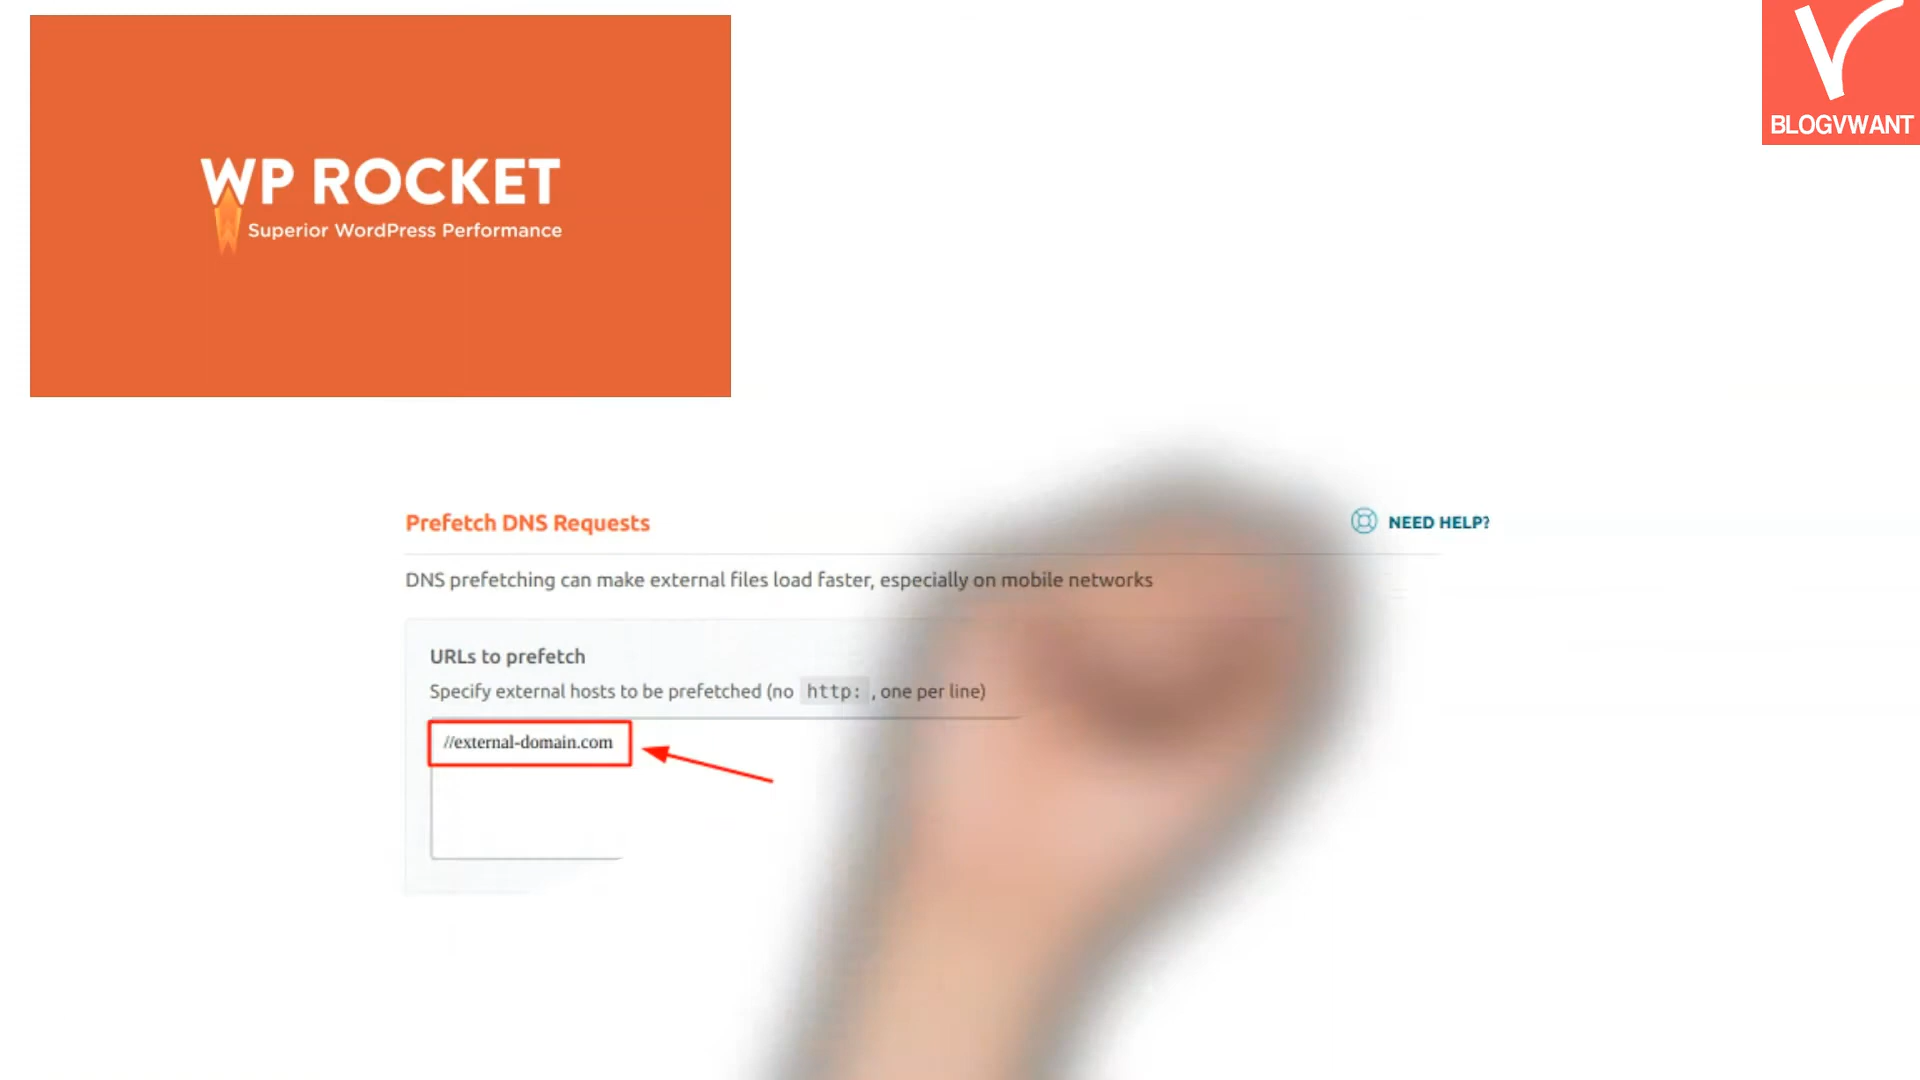 WP ROCKET
Superior WordPress Performance
BLOGVWANT
Prefetch DNS Requests
NEED HELP?
DNS prefetching can make external files load faster, especially on mobile networks
URLs to prefetch
Specify external hosts to be prefetched (no http: , one per line)
//external-domain.com